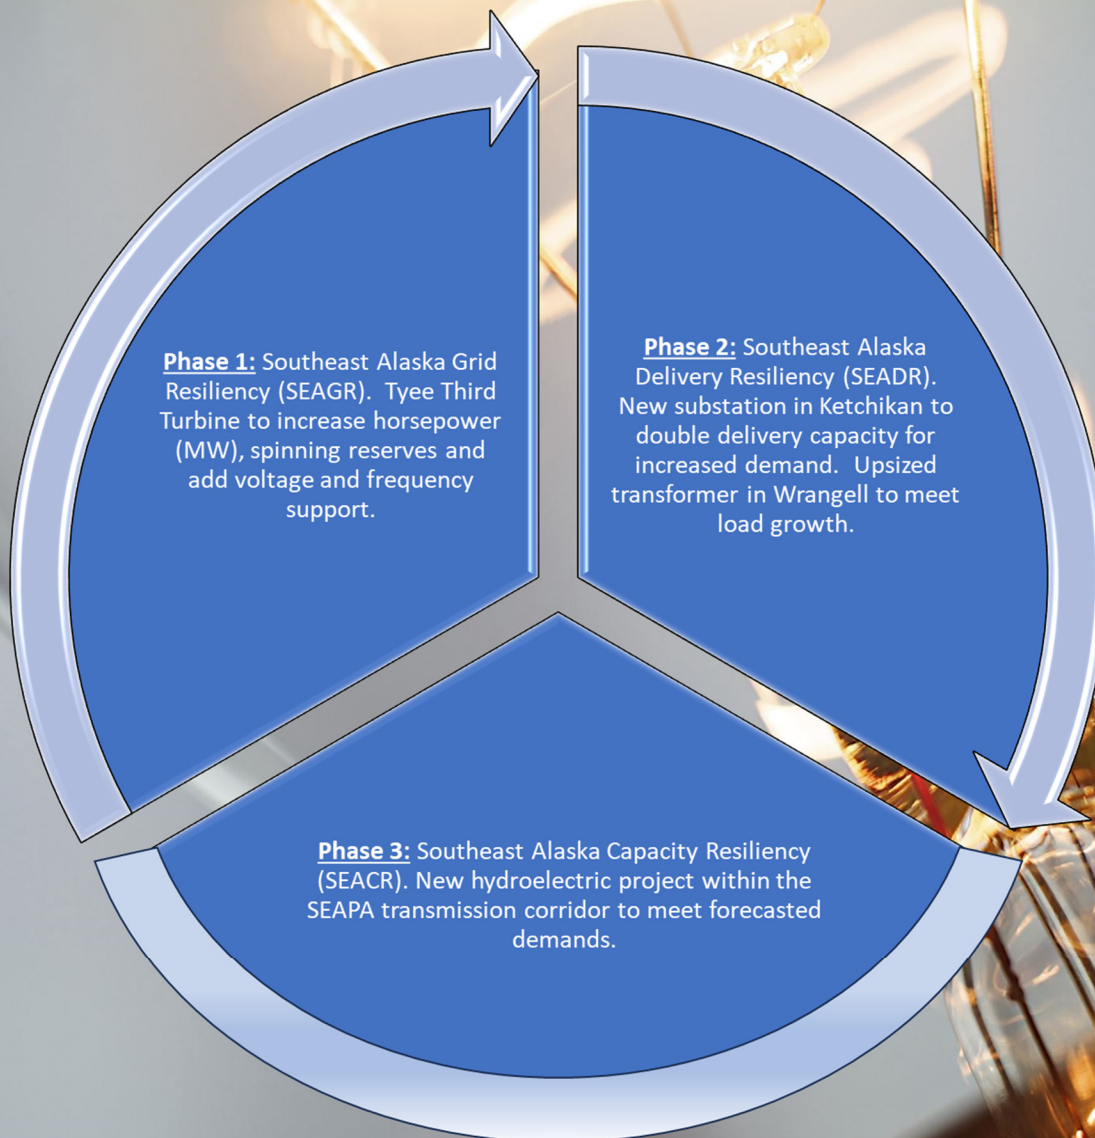 Phase 1: Southeast Alaska Grid
Resiliency (SEAGR).  Tyee Third
Turbine to increase horsepower
(MW), spinning reserves and
add voltage and frequency
support.
Phase 2: Southeast Alaska
Delivery Resiliency (SEADR).
New substation in Ketchikan to
double delivery capacity for
increased demand.  Upsized
transformer in Wrangell to meet
load growth.
Phase 3: Southeast Alaska Capacity Resiliency
(SEACR). New hydroelectric project within the
SEAPA transmission corridor to meet forecasted
demands.